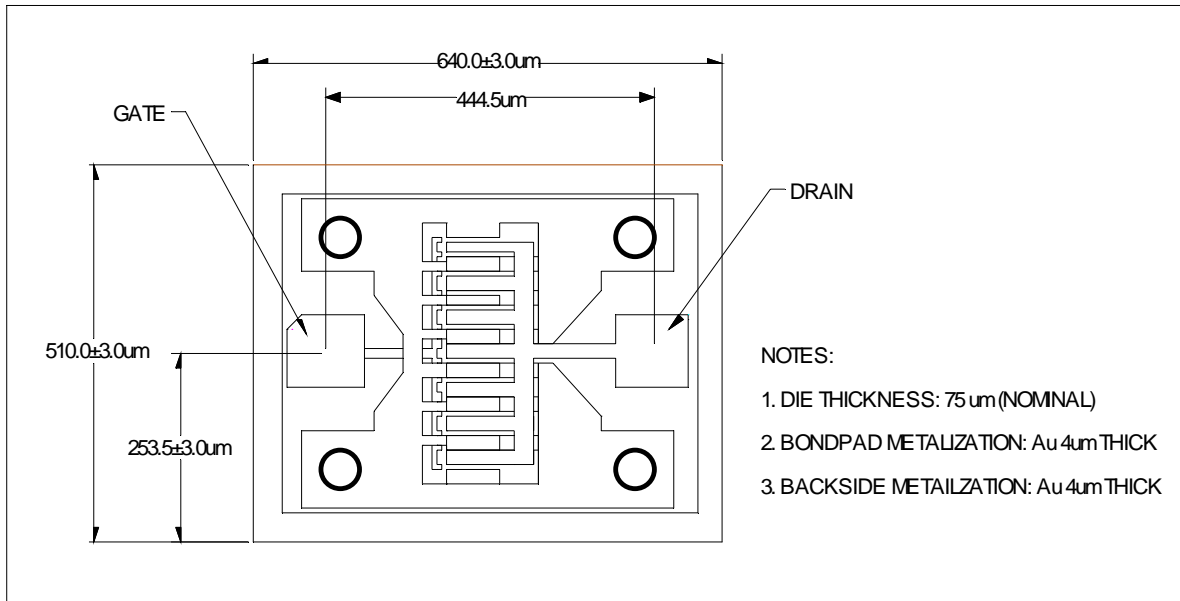 640.0±3.0um
444.5um
GATE
DRAIN
510.0±3.0um
253.5±3.0um
NOTES:
1. DIE THICKNESS: 75 um (NOMINAL)
2. BONDPAD METALIZATION: Au 4um THICK
3. BACKSIDE METAILZATION: Au 4um THICK